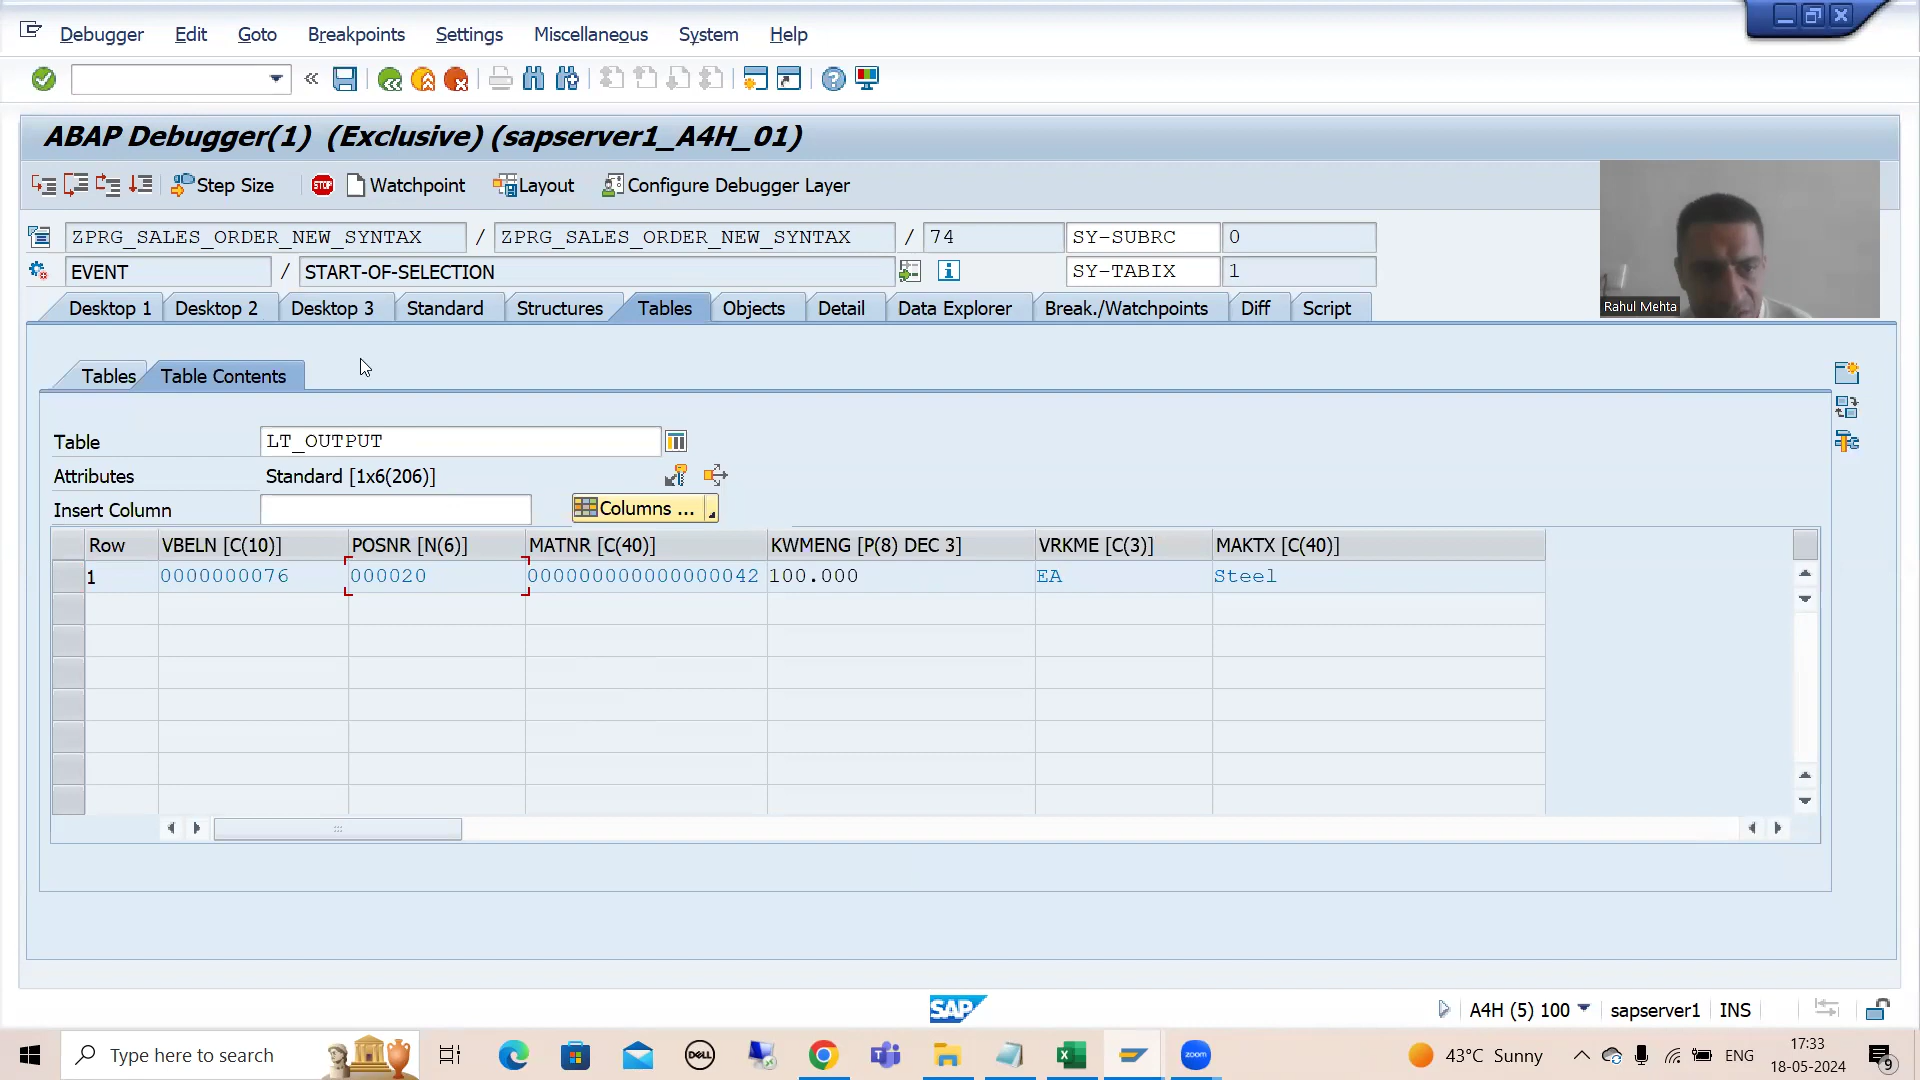 Debugger Edit Goto Breakpoints Settings Miscellaneous System Help
ABAP Debugger(1) (Exclusive) (sapserver1_A4H_01)
Step Size STOP Watchpoint Layout Configure Debugger Layer
ZPRG_SALES_ORDER_NEW_SYNTAX / ZPRG_SALES_ORDER_NEW_SYNTAX / 74 SY-SUBRC 0
EVENT / START-OF-SELECTION SY-TABIX 1
Rahul Mehta
Desktop 1 Desktop 2 Desktop 3 Standard Structures Tables Objects Detail Data Explorer Break./Watchpoints Diff Script
Tables Table Contents
Table LT_OUTPUT
Attributes Standard [1x6(206)]
Insert Column Columns ...
Row VBELN [C(10)] POSNR [N(6)] MATNR [C(40)] KWMENG [P(8) DEC 3] VRKME [C(3)] MAKTX [C(40)]
1 0000000076 000020 000000000000000042 100.000 EA Steel
SAP A4H (5) 100 sapserver1 INS
Type here to search DELL zoom 43°C Sunny ENG 17:33
18-05-2024 9